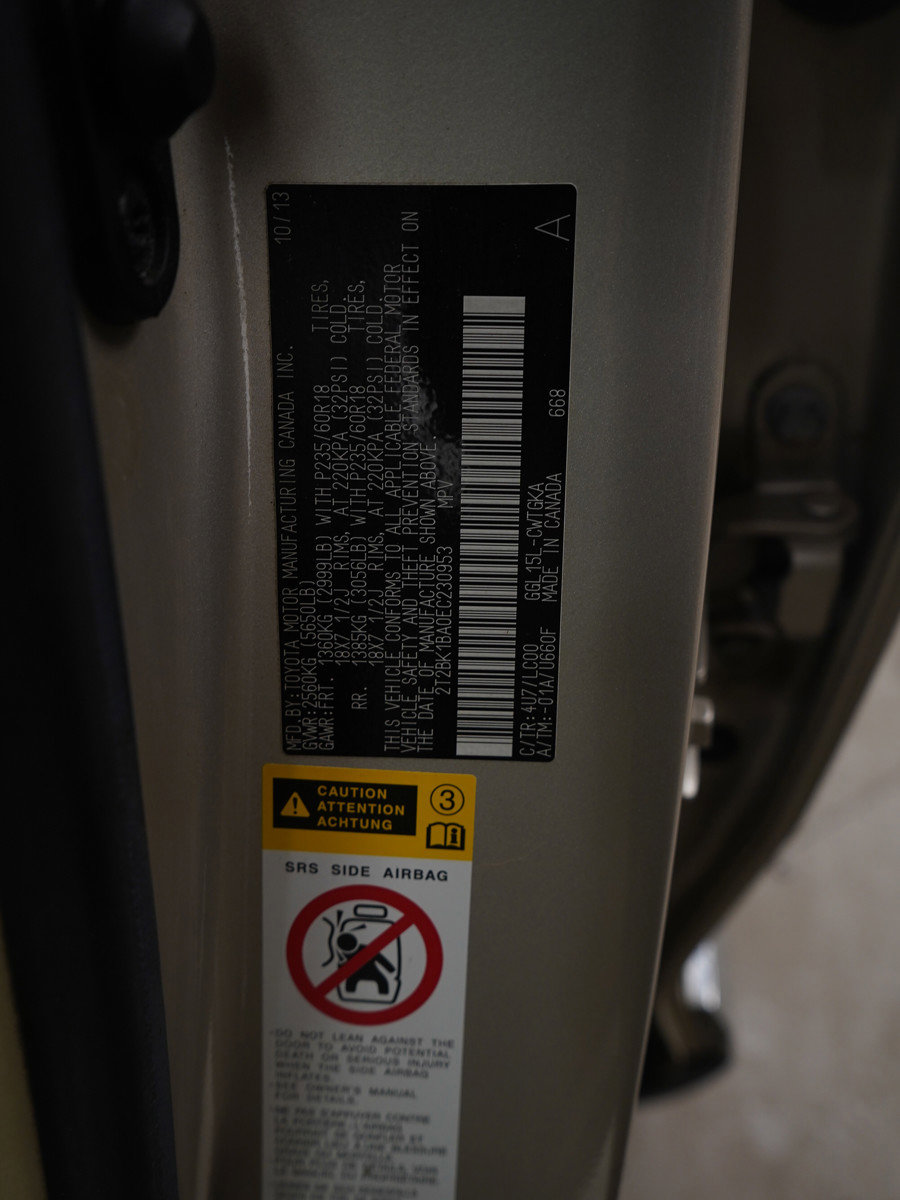 MFD.BY:TOYOTA MOTOR MANUFACTURING CANADA INC. 10/13
GVWR:2560KG(5650LB)
GAWR:FRT. 1360KG (2999LB) WITH P235/60R18 TIRES,
18X7 1/2J RIMS, AT 220KPA (32PSI) COLD.
RR. 1385KG (3056LB) WITH P235/60R18 TIRES,
18X7 1/2J RIMS, AT 220KPA (32PSI) COLD.
THIS VEHICLE CONFORMS TO ALL APPLICABLE FEDERAL MOTOR
VEHICLE SAFETY AND THEFT PREVENTION STANDARDS IN EFFECT ON
THE DATE OF MANUFACTURE SHOWN ABOVE.
2T2BK1BA0EC230953 MPV
C/TR:4U7/LC00 GGL15L-CWTGKA 668 A
A/TM:-01A/U660F MADE IN CANADA
CAUTION
ATTENTION
ACHTUNG
3
SRS SIDE AIRBAG
-DO NOT LEAN AGAINST THE
DOOR TO AVOID POTENTIAL
DEATH OR SERIOUS INJURY
WHEN THE SIDE AIRBAG
INFLATES.
-SEE OWNER'S MANUAL
FOR DETAILS.
-NE PAS S'APPUYER CONTRE